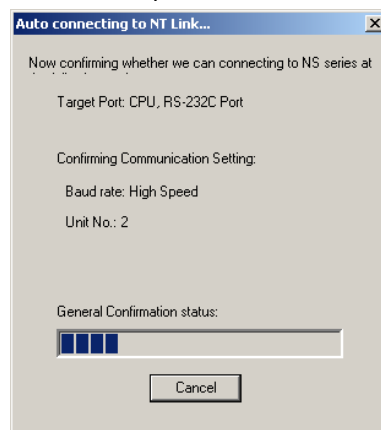 Auto connecting to NT Link...
Now confirming whether we can connecting to NS series at
Target Port: CPU, RS-232C Port
Confirming Communication Setting:
Baud rate: High Speed
Unit No.: 2
General Confirmation status:
Cancel